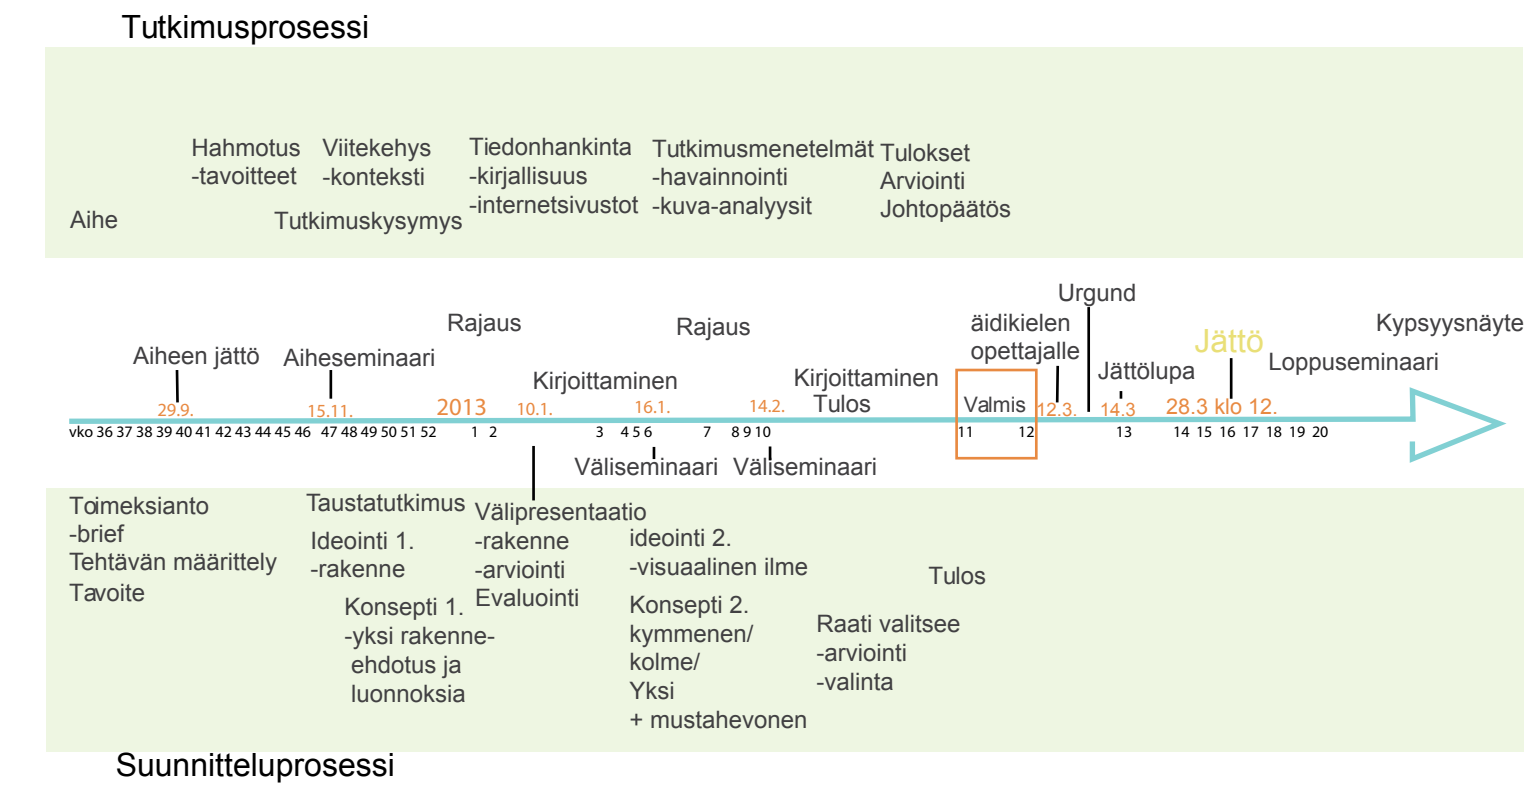 Tutkimusprosessi
Hahmotus
-tavoitteet
Viitekehys
-konteksti
Tiedonhankinta
-kirjallisuus
-internetsivustot
Tutkimusmenetelmät
-havainnointi
-kuva-analyysit
Tulokset
Arviointi
Johtopäätös
Aihe
Tutkimuskysymys
Urgund
Rajaus
Rajaus
äidikielen
opettajalle
Jättö
Kypsyysnäyte
Aiheen jättö
Aiheseminaari
Kirjoittaminen
Kirjoittaminen
Tulos
Jättölupa
Loppuseminaari
Valmis
29.9.
15.11.
2013
10.1.
16.1.
14.2.
12.3.
14.3
28.3 klo 12.
vko 36 37 38 39 40 41 42 43 44 45 46 47 48 49 50 51 52 1 2 3 4 5 6 7 8 9 10 11 12 13 14 15 16 17 18 19 20
Väliseminaari
Väliseminaari
Toimeksianto
-brief
Tehtävän määrittely
Tavoite
Taustatutkimus
Ideointi 1.
-rakenne
Konsepti 1.
-yksi rakenne-
ehdotus ja
luonnoksia
Välipresentaatio
-rakenne
-arviointi
Evaluointi
ideointi 2.
-visuaalinen ilme
Konsepti 2.
kymmenen/
kolme/
Yksi
+ mustahevonen
Raati valitsee
-arviointi
-valinta
Tulos
Suunnitteluprosessi